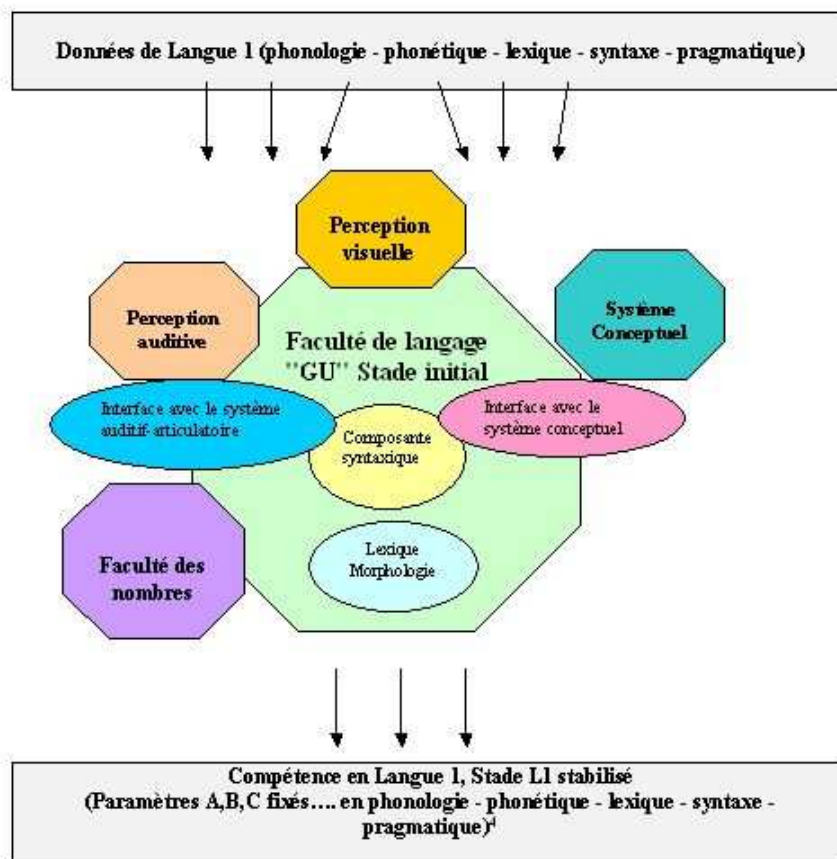 Données de Langue 1 (phonologie - phonétique - lexique - syntaxe - pragmatique)
Perception
visuelle
Perception
auditive
Système
Conceptuel
Faculté de langage
"GU" Stade initial
Interface avec le système
auditif-articulatoire
Interface avec le
système conceptuel
Composante
syntaxique
Faculté des
nombres
Lexique
Morphologie
Compétence en Langue 1, Stade L1 stabilisé
(Paramètres A,B,C fixés.... en phonologie - phonétique - lexique - syntaxe -
pragmatique)⁴